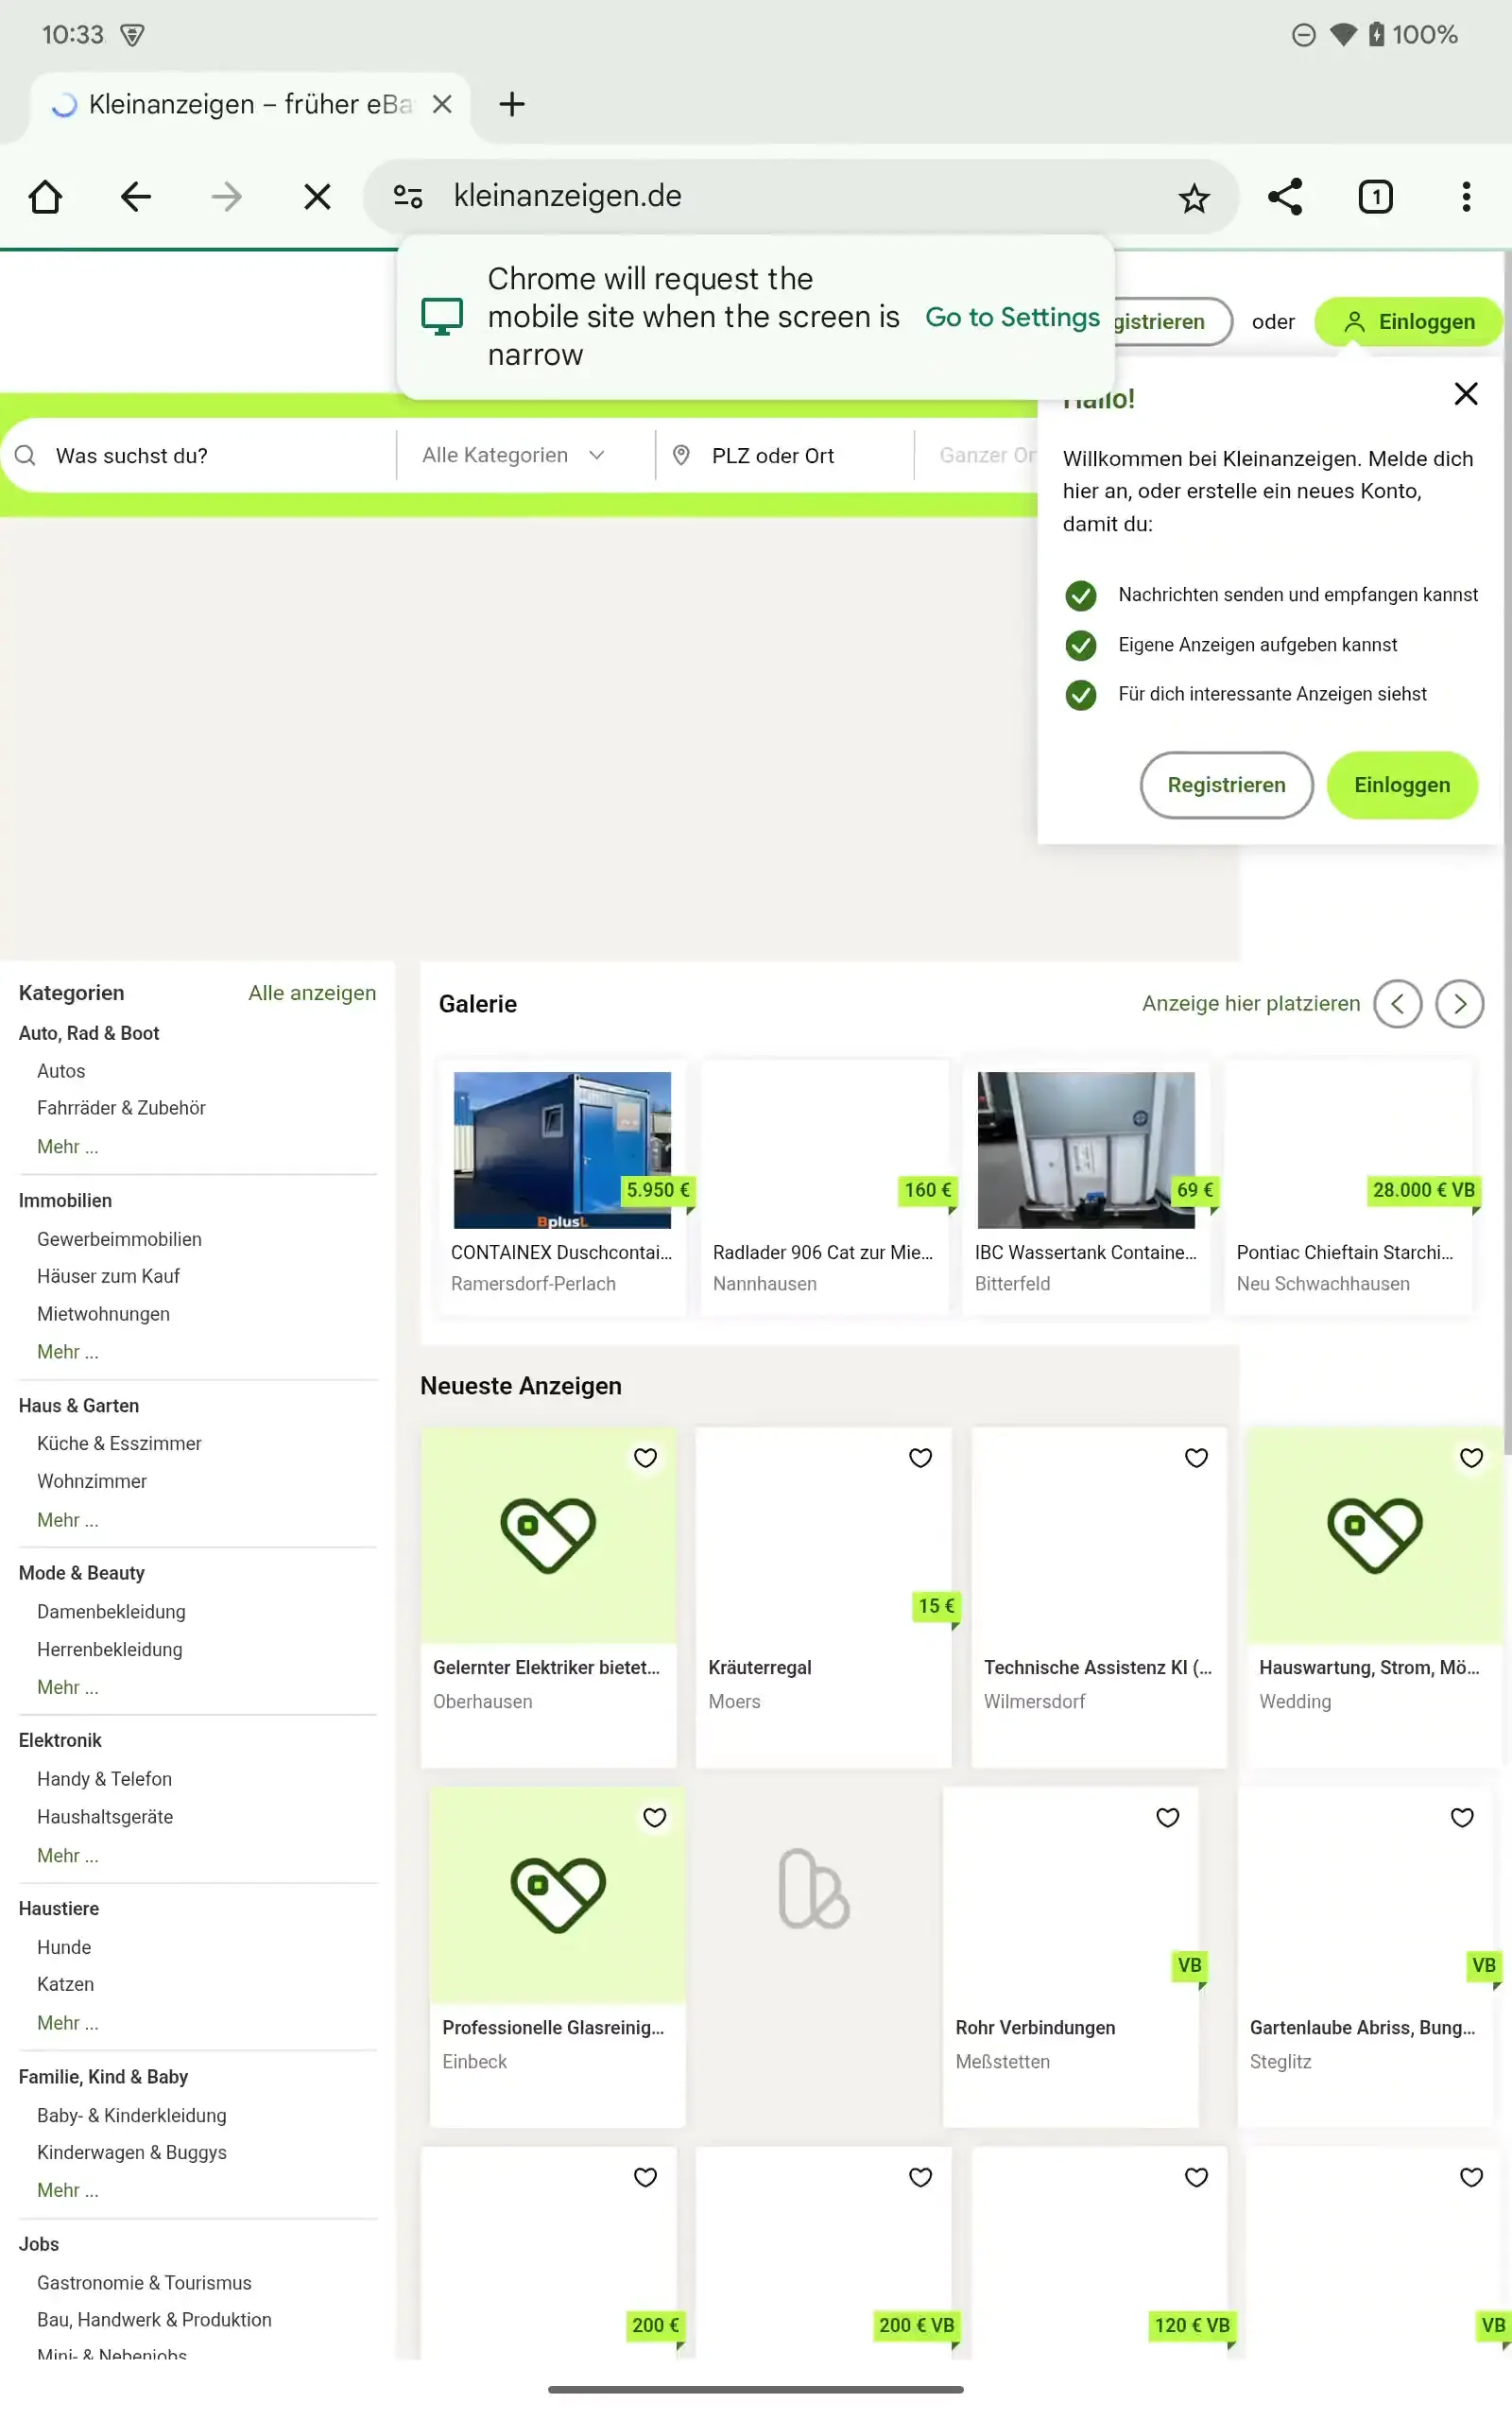 10:33
100%
Kleinanzeigen – früher eBa
kleinanzeigen.de
1
Chrome will request the
mobile site when the screen is
narrow
Go to Settings
gistrieren
oder
Einloggen
Hallo!
Was suchst du?
Alle Kategorien
PLZ oder Ort
Ganzer Or
Willkommen bei Kleinanzeigen. Melde dich
hier an, oder erstelle ein neues Konto,
damit du:
Nachrichten senden und empfangen kannst
Eigene Anzeigen aufgeben kannst
Für dich interessante Anzeigen siehst
Registrieren
Einloggen
Kategorien
Alle anzeigen
Auto, Rad & Boot
Autos
Fahrräder & Zubehör
Mehr ...
Immobilien
Gewerbeimmobilien
Häuser zum Kauf
Mietwohnungen
Mehr ...
Haus & Garten
Küche & Esszimmer
Wohnzimmer
Mehr ...
Mode & Beauty
Damenbekleidung
Herrenbekleidung
Mehr ...
Elektronik
Handy & Telefon
Haushaltsgeräte
Mehr ...
Haustiere
Hunde
Katzen
Mehr ...
Familie, Kind & Baby
Baby- & Kinderkleidung
Kinderwagen & Buggys
Mehr ...
Jobs
Gastronomie & Tourismus
Bau, Handwerk & Produktion
Mini- & Nebenjobs
Galerie
Anzeige hier platzieren
BplusL
5.950 €
CONTAINEX Duschcontai...
Ramersdorf-Perlach
160 €
Radlader 906 Cat zur Mie...
Nannhausen
69 €
IBC Wassertank Containe...
Bitterfeld
28.000 € VB
Pontiac Chieftain Starchi...
Neu Schwachhausen
Neueste Anzeigen
Gelernter Elektriker bietet...
Oberhausen
15 €
Kräuterregal
Moers
Technische Assistenz KI (...
Wilmersdorf
Hauswartung, Strom, Mö...
Wedding
Professionelle Glasreinig...
Einbeck
VB
Rohr Verbindungen
Meßstetten
VB
Gartenlaube Abriss, Bung...
Steglitz
200 €
200 € VB
120 € VB
VB